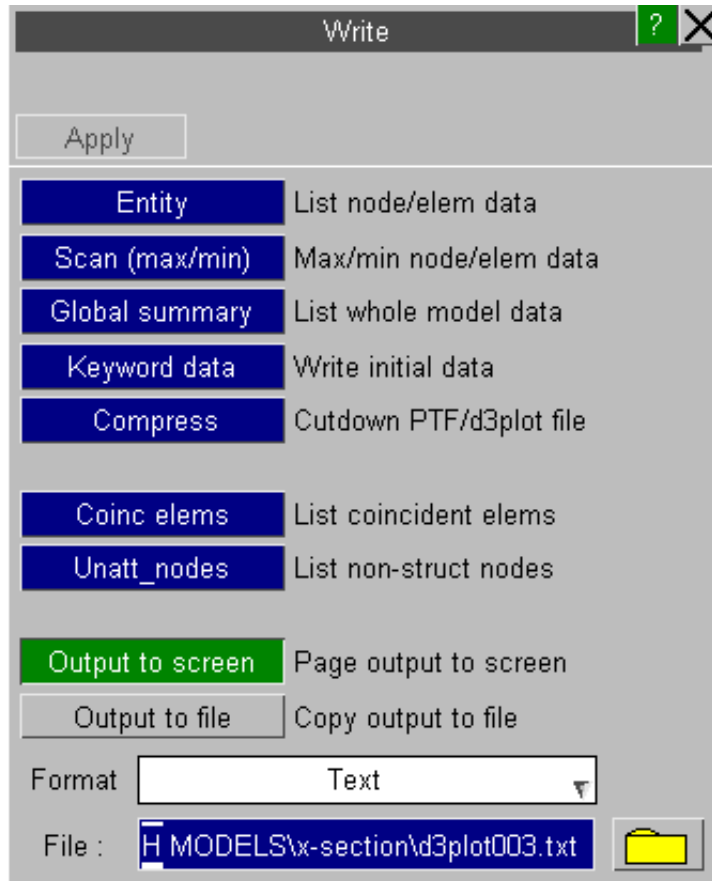 Write ?
Apply
Entity List node/elem data
Scan (max/min) Max/min node/elem data
Global summary List whole model data
Keyword data Write initial data
Compress Cutdown PTF/d3plot file
Coinc elems List coincident elems
Unatt_nodes List non-struct nodes
Output to screen Page output to screen
Output to file Copy output to file
Format Text
File : H MODELS\x-section\d3plot003.txt